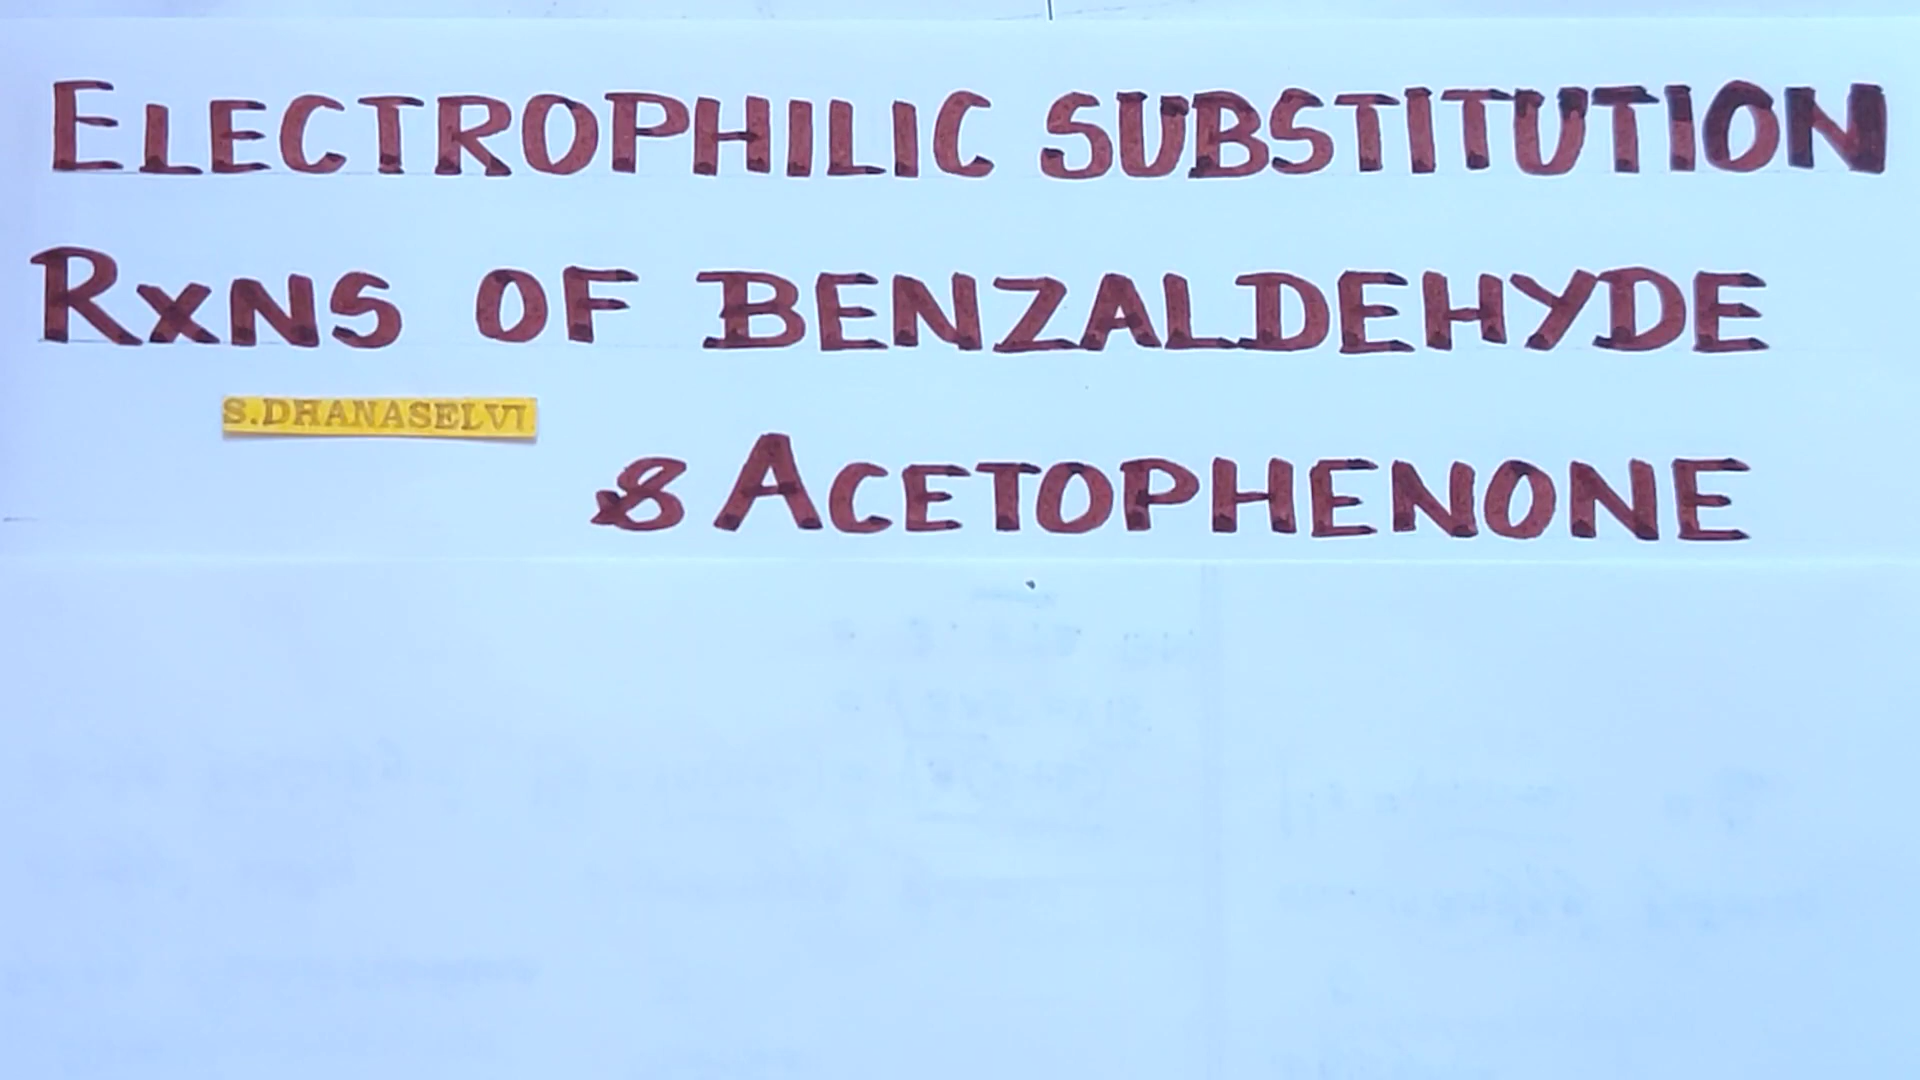 ELECTROPHILIC SUBSTITUTION
RXNS OF BENZALDEHYDE
S.DHANASELVI
& ACETOPHENONE